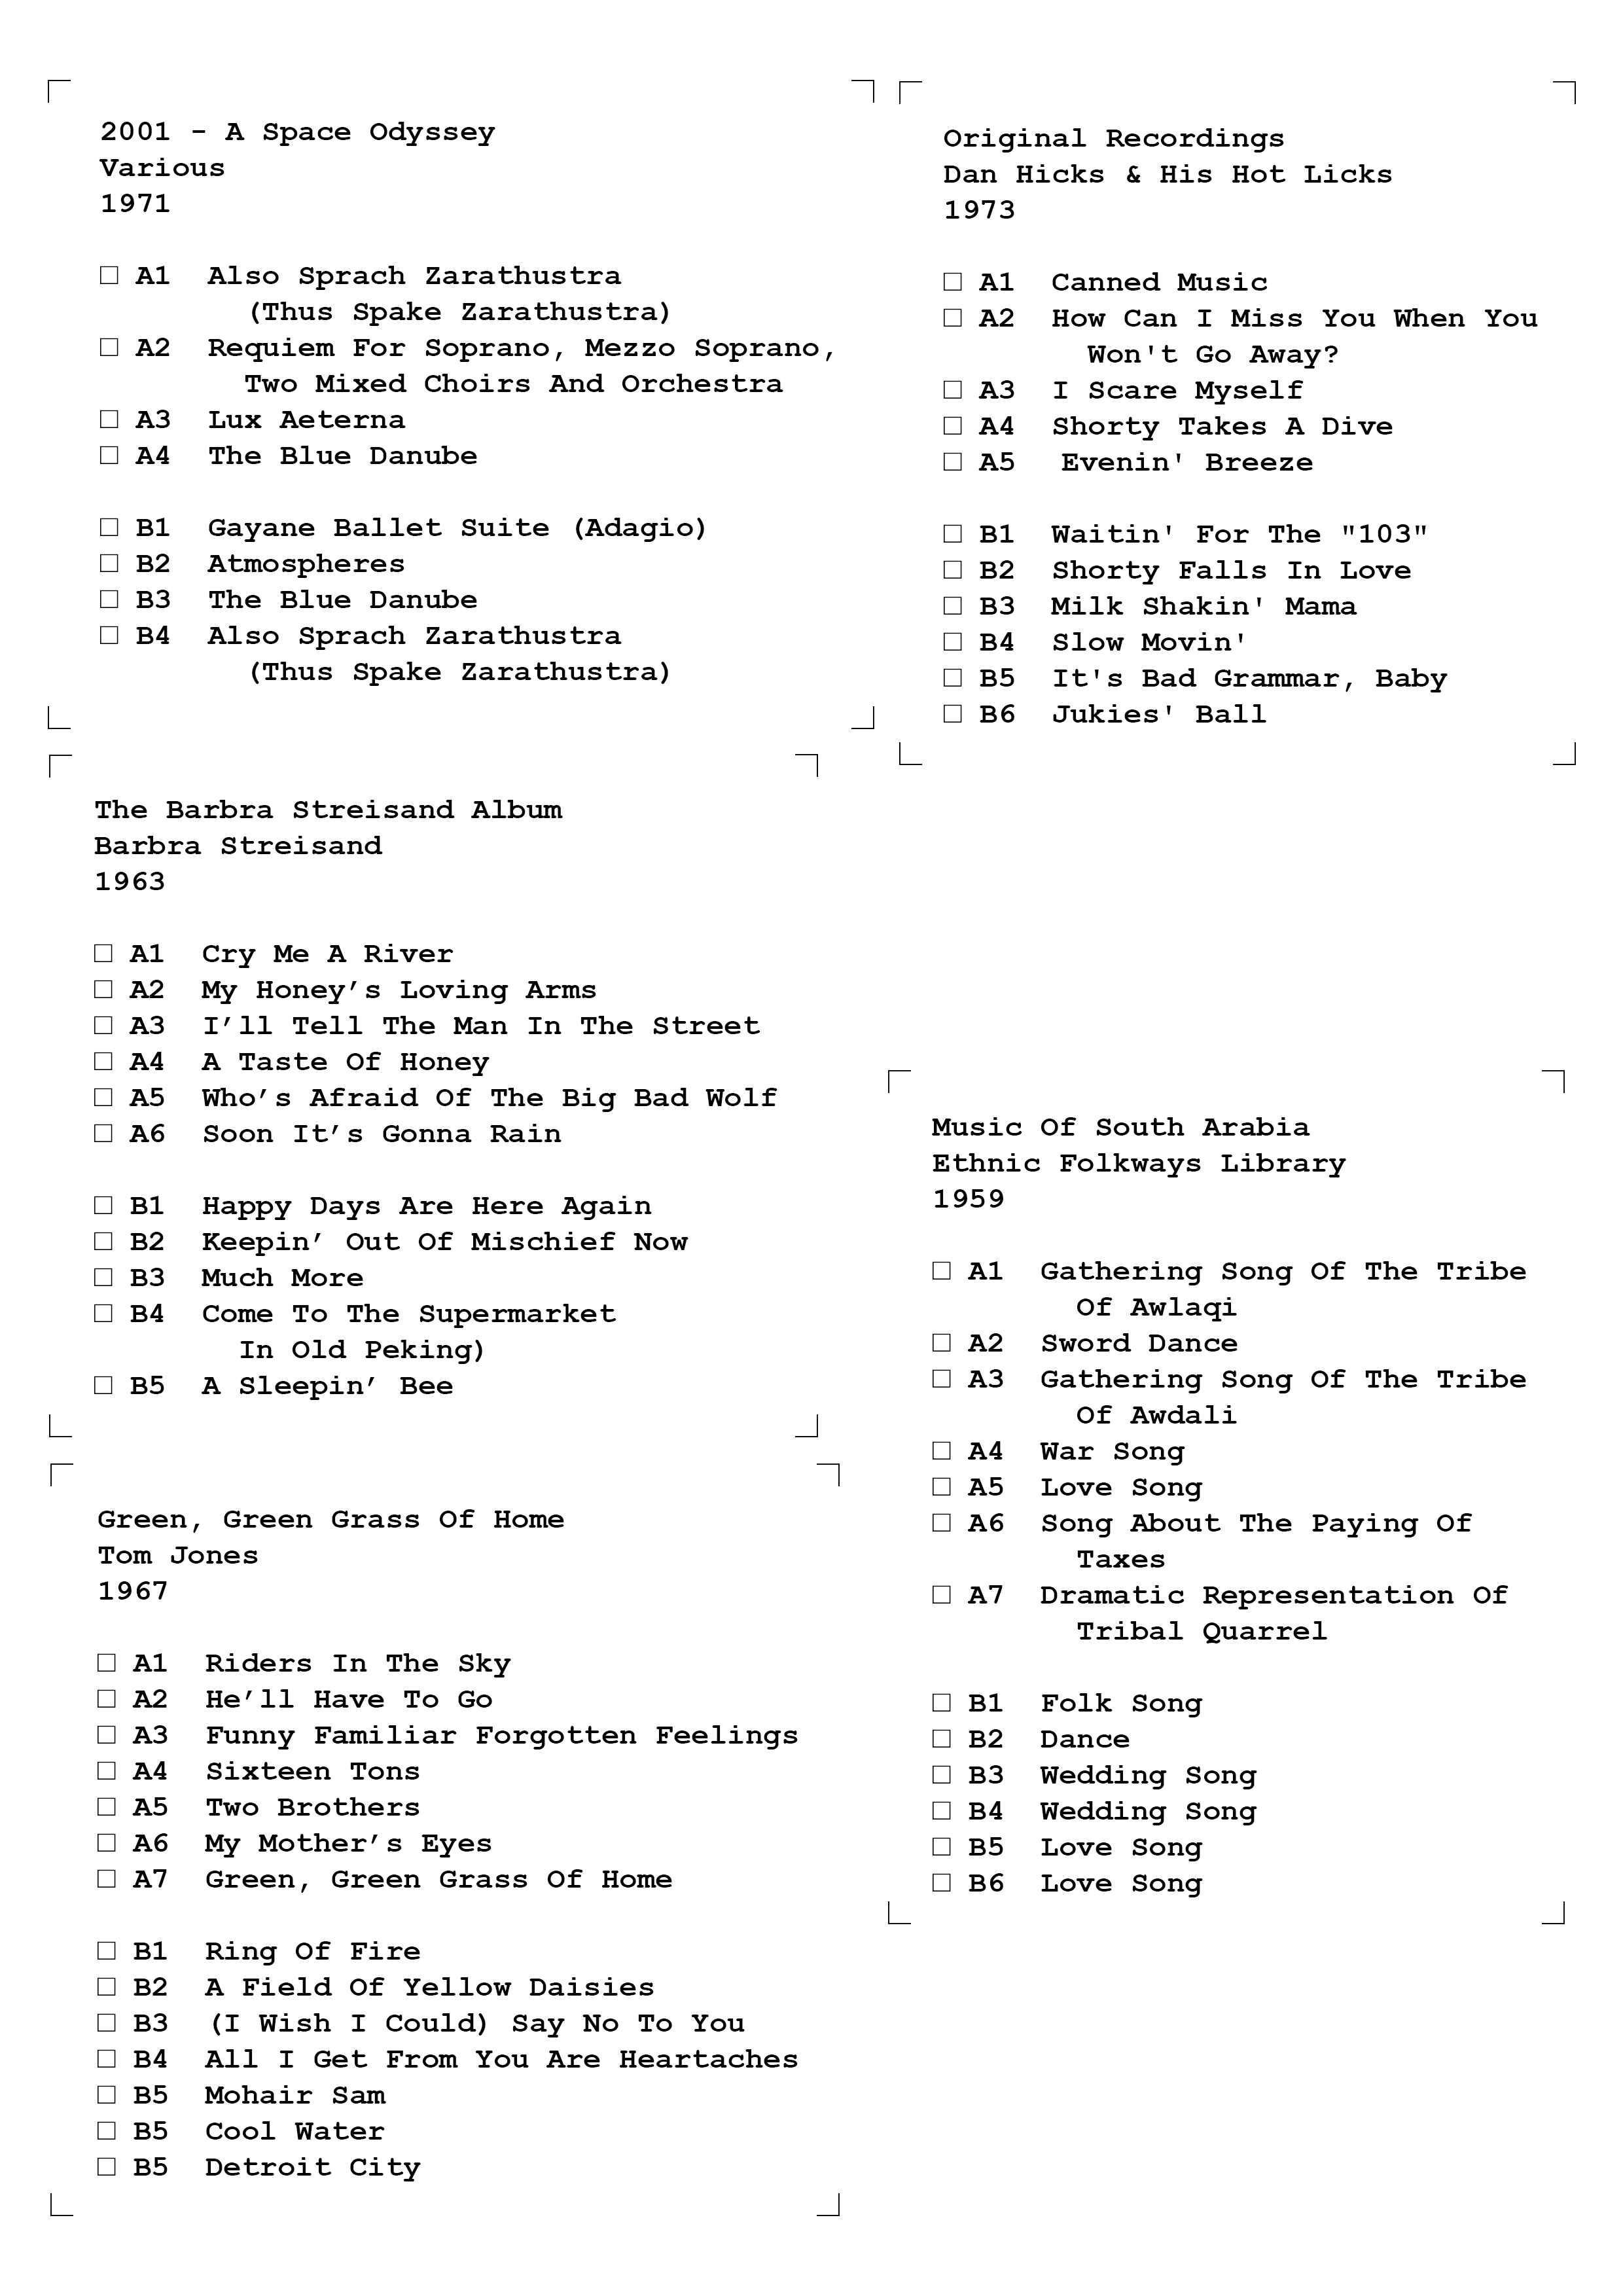 2001 - A Space Odyssey
Various
1971
□ A1 Also Sprach Zarathustra
(Thus Spake Zarathustra)
□ A2 Requiem For Soprano, Mezzo Soprano,
Two Mixed Choirs And Orchestra
□ A3 Lux Aeterna
□ A4 The Blue Danube
□ B1 Gayane Ballet Suite (Adagio)
□ B2 Atmospheres
□ B3 The Blue Danube
□ B4 Also Sprach Zarathustra
(Thus Spake Zarathustra)
The Barbra Streisand Album
Barbra Streisand
1963
□ A1 Cry Me A River
□ A2 My Honey’s Loving Arms
□ A3 I’ll Tell The Man In The Street
□ A4 A Taste Of Honey
□ A5 Who’s Afraid Of The Big Bad Wolf
□ A6 Soon It’s Gonna Rain
□ B1 Happy Days Are Here Again
□ B2 Keepin’ Out Of Mischief Now
□ B3 Much More
□ B4 Come To The Supermarket
In Old Peking)
□ B5 A Sleepin’ Bee
Green, Green Grass Of Home
Tom Jones
1967
□ A1 Riders In The Sky
□ A2 He’ll Have To Go
□ A3 Funny Familiar Forgotten Feelings
□ A4 Sixteen Tons
□ A5 Two Brothers
□ A6 My Mother’s Eyes
□ A7 Green, Green Grass Of Home
□ B1 Ring Of Fire
□ B2 A Field Of Yellow Daisies
□ B3 (I Wish I Could) Say No To You
□ B4 All I Get From You Are Heartaches
□ B5 Mohair Sam
□ B5 Cool Water
□ B5 Detroit City
Original Recordings
Dan Hicks & His Hot Licks
1973
□ A1 Canned Music
□ A2 How Can I Miss You When You
Won't Go Away?
□ A3 I Scare Myself
□ A4 Shorty Takes A Dive
□ A5 Evenin' Breeze
□ B1 Waitin' For The "103"
□ B2 Shorty Falls In Love
□ B3 Milk Shakin' Mama
□ B4 Slow Movin'
□ B5 It's Bad Grammar, Baby
□ B6 Jukies' Ball
Music Of South Arabia
Ethnic Folkways Library
1959
□ A1 Gathering Song Of The Tribe
Of Awlaqi
□ A2 Sword Dance
□ A3 Gathering Song Of The Tribe
Of Awdali
□ A4 War Song
□ A5 Love Song
□ A6 Song About The Paying Of
Taxes
□ A7 Dramatic Representation Of
Tribal Quarrel
□ B1 Folk Song
□ B2 Dance
□ B3 Wedding Song
□ B4 Wedding Song
□ B5 Love Song
□ B6 Love Song